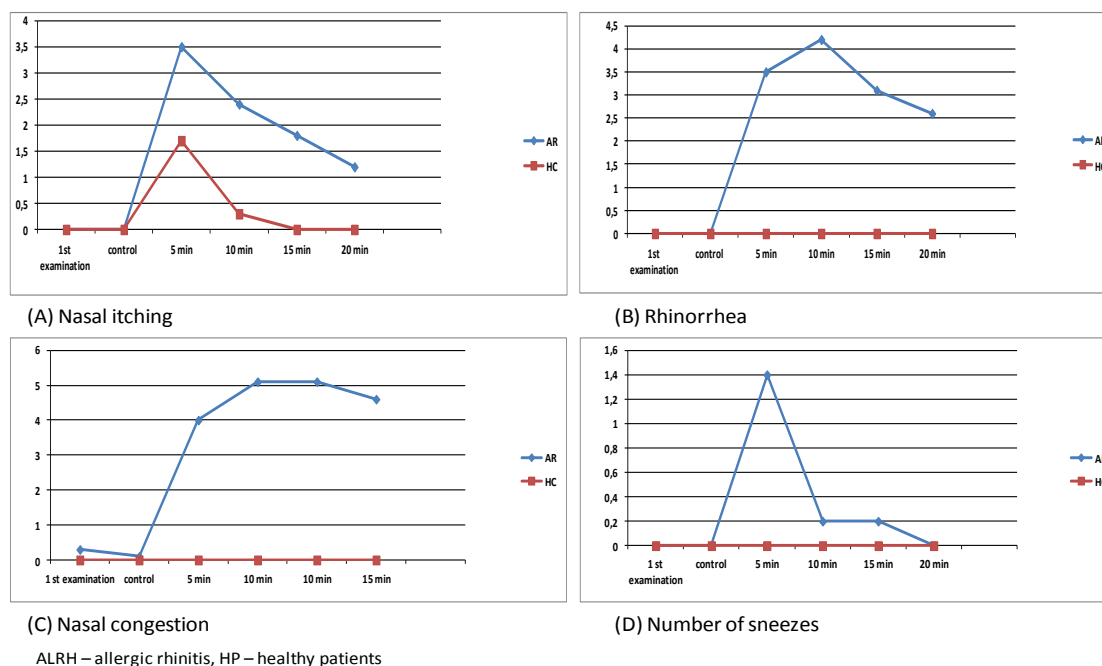 4
3,5
3
2,5
2
1,5
1
0,5
0
1st examination
control
5 min
10 min
15 min
20 min
AR
HC
(A) Nasal itching
4,5
4
3,5
3
2,5
2
1,5
1
0,5
0
1st examination
control
5 min
10 min
15 min
20 min
A
H
(B) Rhinorrhea
6
5
4
3
2
1
0
1 st examination
control
5 min
10 min
10 min
15 min
AR
HC
(C) Nasal congestion
1,6
1,4
1,2
1
0,8
0,6
0,4
0,2
0
1 st examination
control
5 min
10 min
15 min
20 min
A
H
(D) Number of sneezes
ALRH – allergic rhinitis, HP – healthy patients